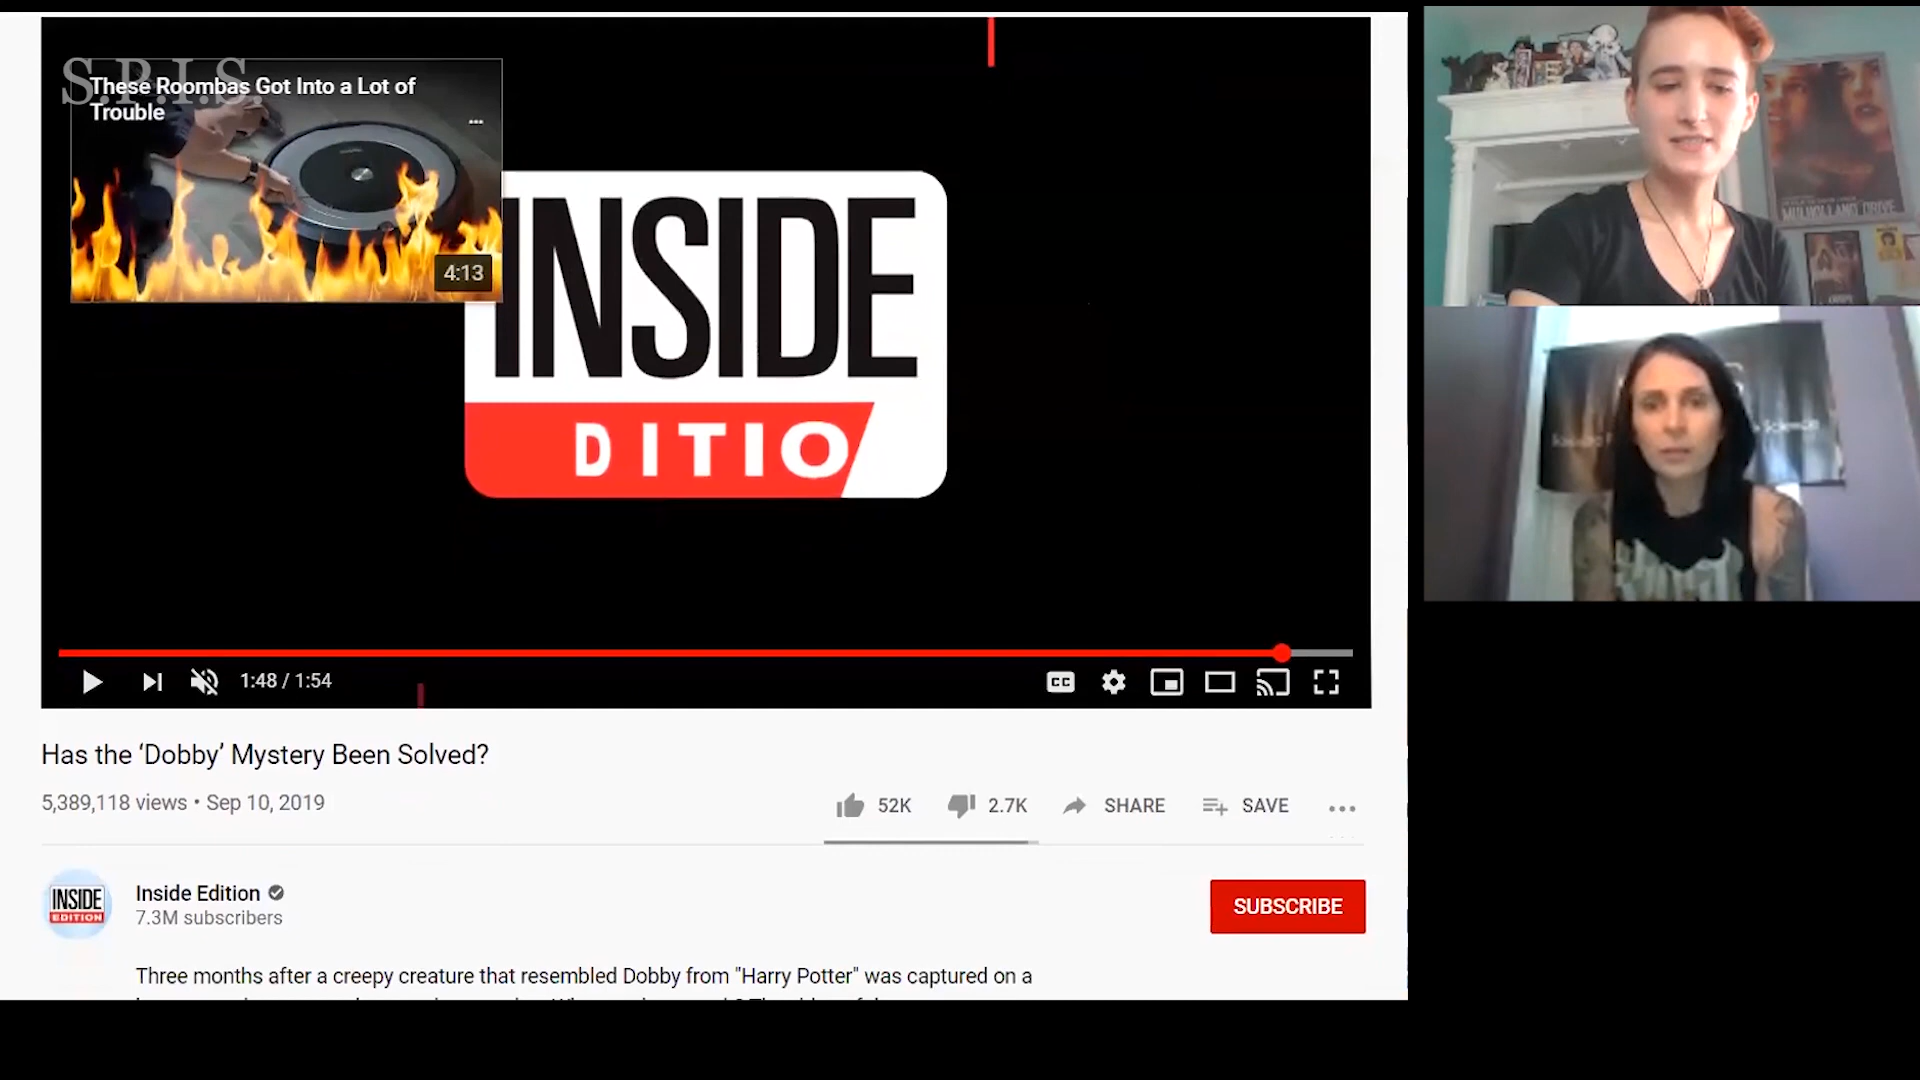 S.P.I.S.
These Roombas Got Into a Lot of
Trouble
4:13
INSIDE
DITIO
1:48 / 1:54
CC
Has the ‘Dobby’ Mystery Been Solved?
5,389,118 views • Sep 10, 2019
52K
2.7K
SHARE
SAVE
INSIDE
EDITION
Inside Edition
7.3M subscribers
SUBSCRIBE
Three months after a creepy creature that resembled Dobby from "Harry Potter" was captured on a
MULHOLLAND DRIVE